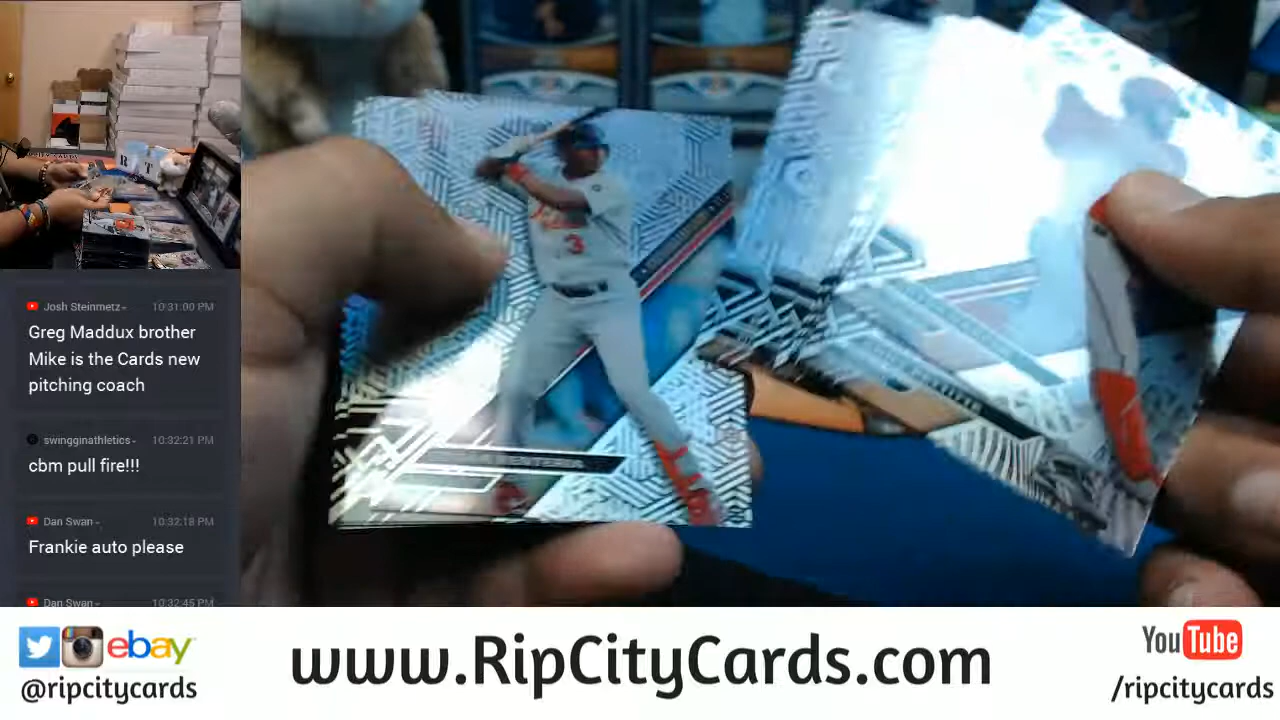 Josh Steinmetz- 10:31:00 PM
Greg Maddux brother
Mike is the Cards new
pitching coach
swingginathletics- 10:32:21 PM
cbm pull fire!!!
Dan Swan- 10:32:18 PM
Frankie auto please
Dan Swan- 10:32:45 PM
3
ebay
@ripcitycards
www.RipCityCards.com
YouTube
/ripcitycards